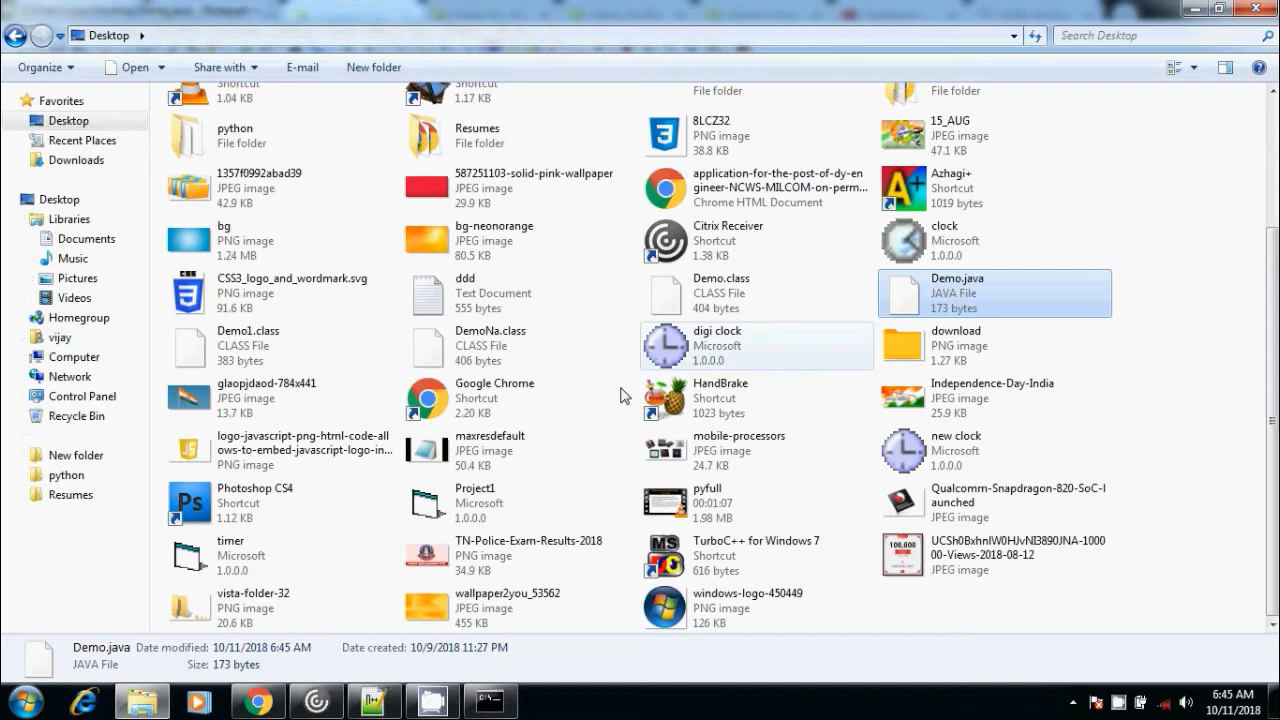 Desktop
Search Desktop
Organize
Open
Share with
E-mail
New folder
Favorites
Desktop
Recent Places
Downloads
Desktop
Libraries
Documents
Music
Pictures
Videos
Homegroup
vijay
Computer
Network
Control Panel
Recycle Bin
New folder
python
Resumes
Shortcut
1.04 KB
Shortcut
1.17 KB
File folder
File folder
python
File folder
Resumes
File folder
8LCZ32
PNG image
38.8 KB
15_AUG
JPEG image
47.1 KB
1357f0992abad39
JPEG image
42.9 KB
587251103-solid-pink-wallpaper
JPEG image
29.9 KB
application-for-the-post-of-dy-en
gineer-NCWS-MILCOM-on-perm...
Chrome HTML Document
Azhagi+
Shortcut
1019 bytes
bg
PNG image
1.24 MB
bg-neonorange
JPEG image
80.5 KB
Citrix Receiver
Shortcut
1.38 KB
clock
Microsoft
1.0.0.0
CSS
CSS3_logo_and_wordmark.svg
PNG image
91.6 KB
ddd
Text Document
555 bytes
Demo.class
CLASS File
404 bytes
Demo.java
JAVA File
173 bytes
Demo1.class
CLASS File
383 bytes
DemoNa.class
CLASS File
406 bytes
digi clock
Microsoft
1.0.0.0
download
PNG image
1.27 KB
glaopjdaod-784x441
JPEG image
13.7 KB
Google Chrome
Shortcut
2.20 KB
HandBrake
Shortcut
1023 bytes
Independence-Day-India
JPEG image
25.9 KB
JS
logo-javascript-png-html-code-all
ows-to-embed-javascript-logo-in...
PNG image
maxresdefault
JPEG image
50.4 KB
mobile-processors
JPEG image
24.7 KB
new clock
Microsoft
1.0.0.0
Ps
Photoshop CS4
Shortcut
1.12 KB
Project1
Microsoft
1.0.0.0
pyfull
00:01:07
1.98 MB
Qualcomm-Snapdragon-820-SoC-l
aunched
JPEG image
timer
Microsoft
1.0.0.0
TN-Police-Exam-Results-2018
PNG image
34.9 KB
MS
TurboC++ for Windows 7
Shortcut
616 bytes
100,000
UCSh0BxhnIW0HJvNI3890JNA-1000
00-Views-2018-08-12
JPEG image
vista-folder-32
PNG image
20.6 KB
wallpaper2you_53562
JPEG image
455 KB
windows-logo-450449
PNG image
126 KB
Demo.java Date modified: 10/11/2018 6:45 AM Date created: 10/9/2018 11:27 PM
JAVA File Size: 173 bytes
6:45 AM
10/11/2018